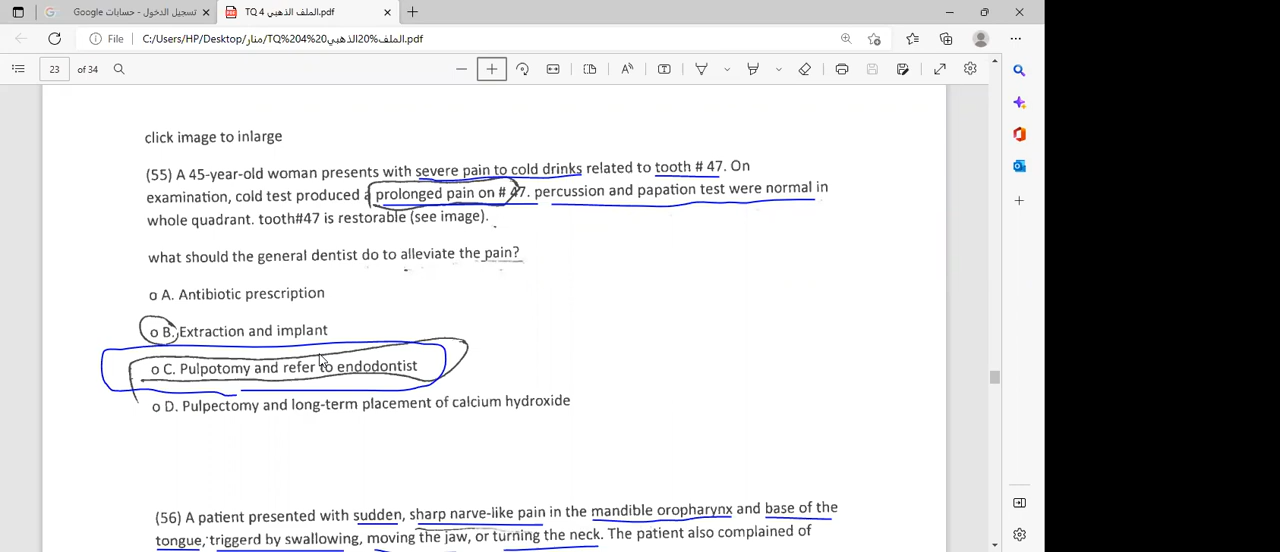 تسجيل الدخول - حسابات Google
TQ 4 الملف الذهبي.pdf
File
C:/Users/HP/Desktop/منار/TQ%204%20الملف%20الذهبي.pdf
23 of 34
click image to inlarge
(55) A 45-year-old woman presents with severe pain to cold drinks related to tooth # 47. On
examination, cold test produced a prolonged pain on # 47. percussion and papation test were normal in
whole quadrant. tooth#47 is restorable (see image).
what should the general dentist do to alleviate the pain?
o A. Antibiotic prescription
o B. Extraction and implant
o C. Pulpotomy and refer to endodontist
o D. Pulpectomy and long-term placement of calcium hydroxide
(56) A patient presented with sudden, sharp narve-like pain in the mandible oropharynx and base of the
tongue, triggerd by swallowing, moving the jaw, or turning the neck. The patient also complained of